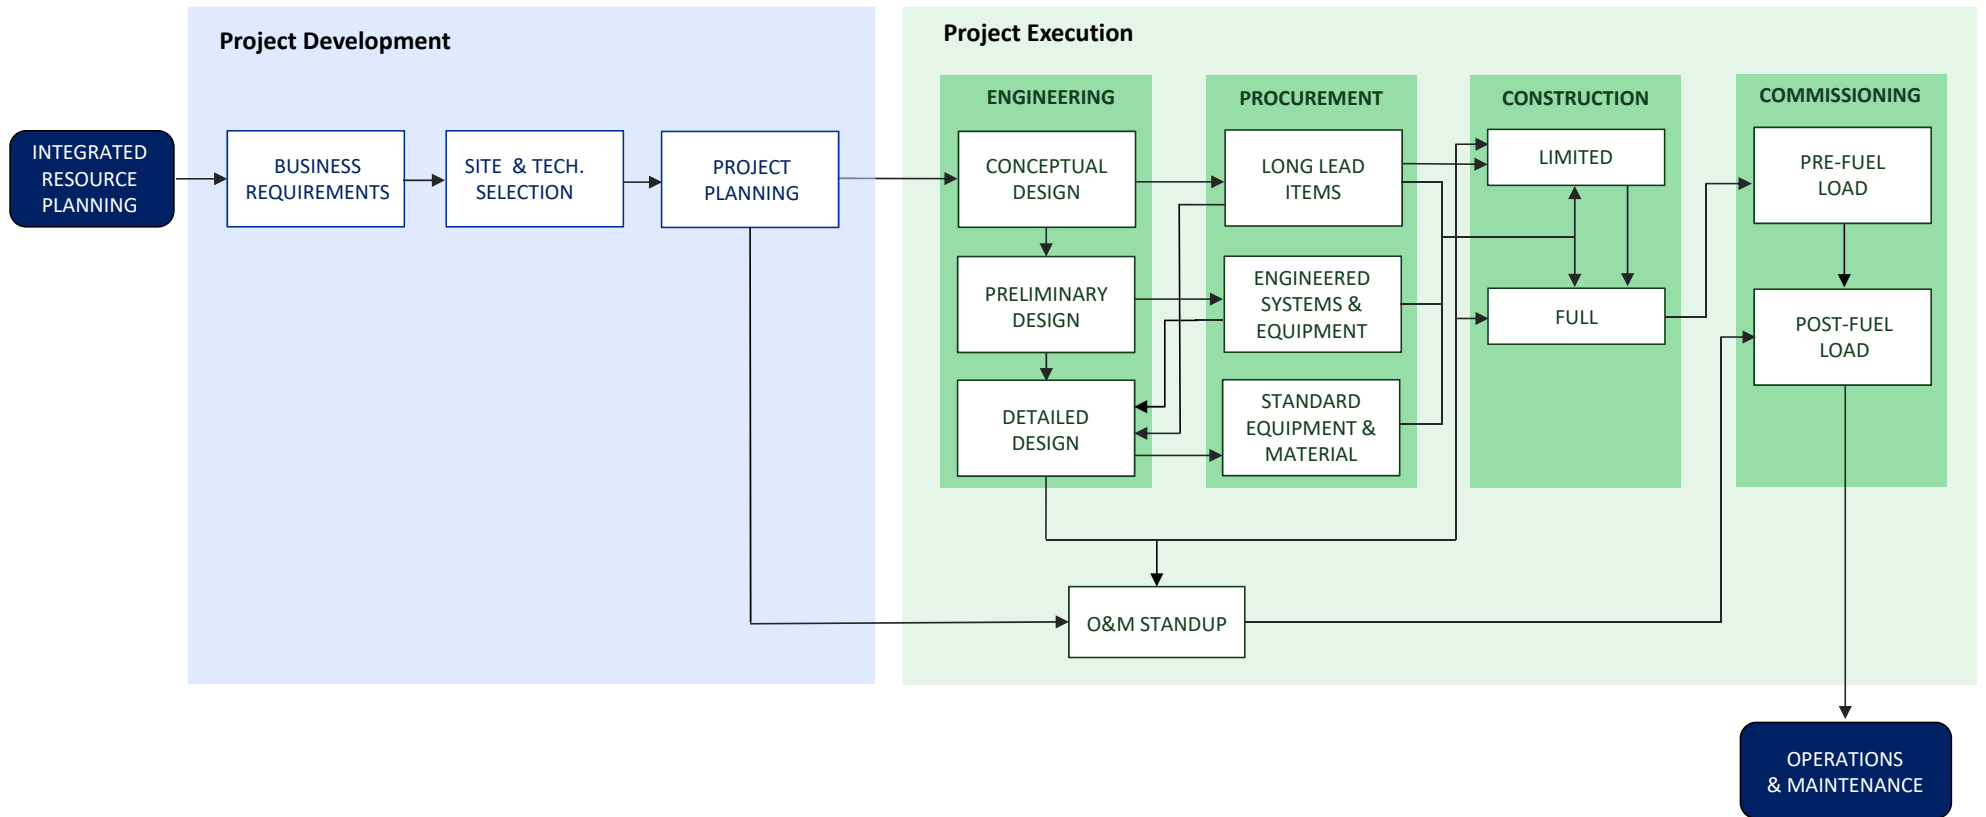 Project Development
Project Execution
INTEGRATED
RESOURCE
PLANNING
BUSINESS
REQUIREMENTS
SITE & TECH.
SELECTION
PROJECT
PLANNING
ENGINEERING
CONCEPTUAL
DESIGN
PRELIMINARY
DESIGN
DETAILED
DESIGN
PROCUREMENT
LONG LEAD
ITEMS
ENGINEERED
SYSTEMS &
EQUIPMENT
STANDARD
EQUIPMENT &
MATERIAL
CONSTRUCTION
LIMITED
FULL
COMMISSIONING
PRE-FUEL
LOAD
POST-FUEL
LOAD
O&M STANDUP
OPERATIONS
& MAINTENANCE